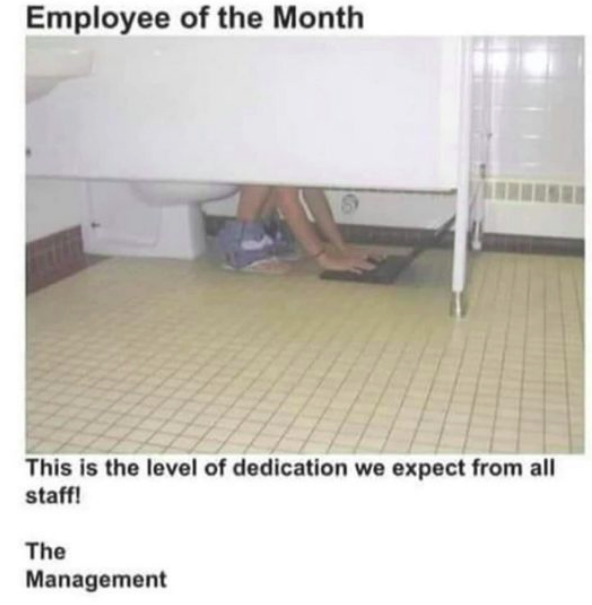 Employee of the Month
This is the level of dedication we expect from all
staff!
The
Management